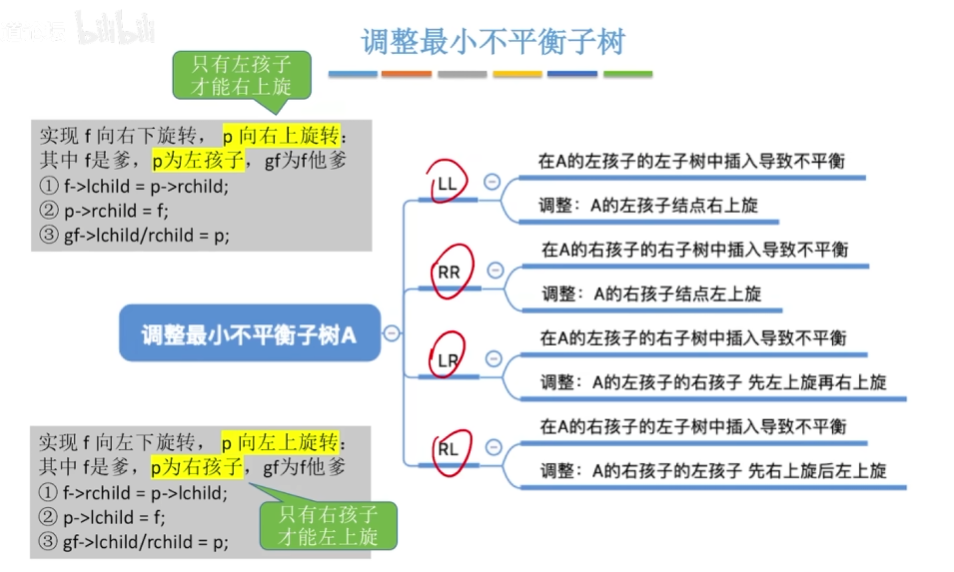 bilibili
调整最小不平衡子树
只有左孩子
才能右上旋
实现 f 向右下旋转， p 向右上旋转：
其中 f是爹，p为左孩子，gf为f他爹
① f->lchild = p->rchild;
② p->rchild = f;
③ gf->lchild/rchild = p;
调整最小不平衡子树A
LL
在A的左孩子的左子树中插入导致不平衡
调整：A的左孩子结点右上旋
RR
在A的右孩子的右子树中插入导致不平衡
调整：A的右孩子结点左上旋
LR
在A的左孩子的右子树中插入导致不平衡
调整：A的左孩子的右孩子 先左上旋再右上旋
RL
在A的右孩子的左子树中插入导致不平衡
调整：A的右孩子的左孩子 先右上旋后左上旋
实现 f 向左下旋转， p 向左上旋转：
其中 f是爹，p为右孩子，gf为f他爹
① f->rchild = p->lchild;
② p->lchild = f;
③ gf->lchild/rchild = p;
只有右孩子
才能左上旋